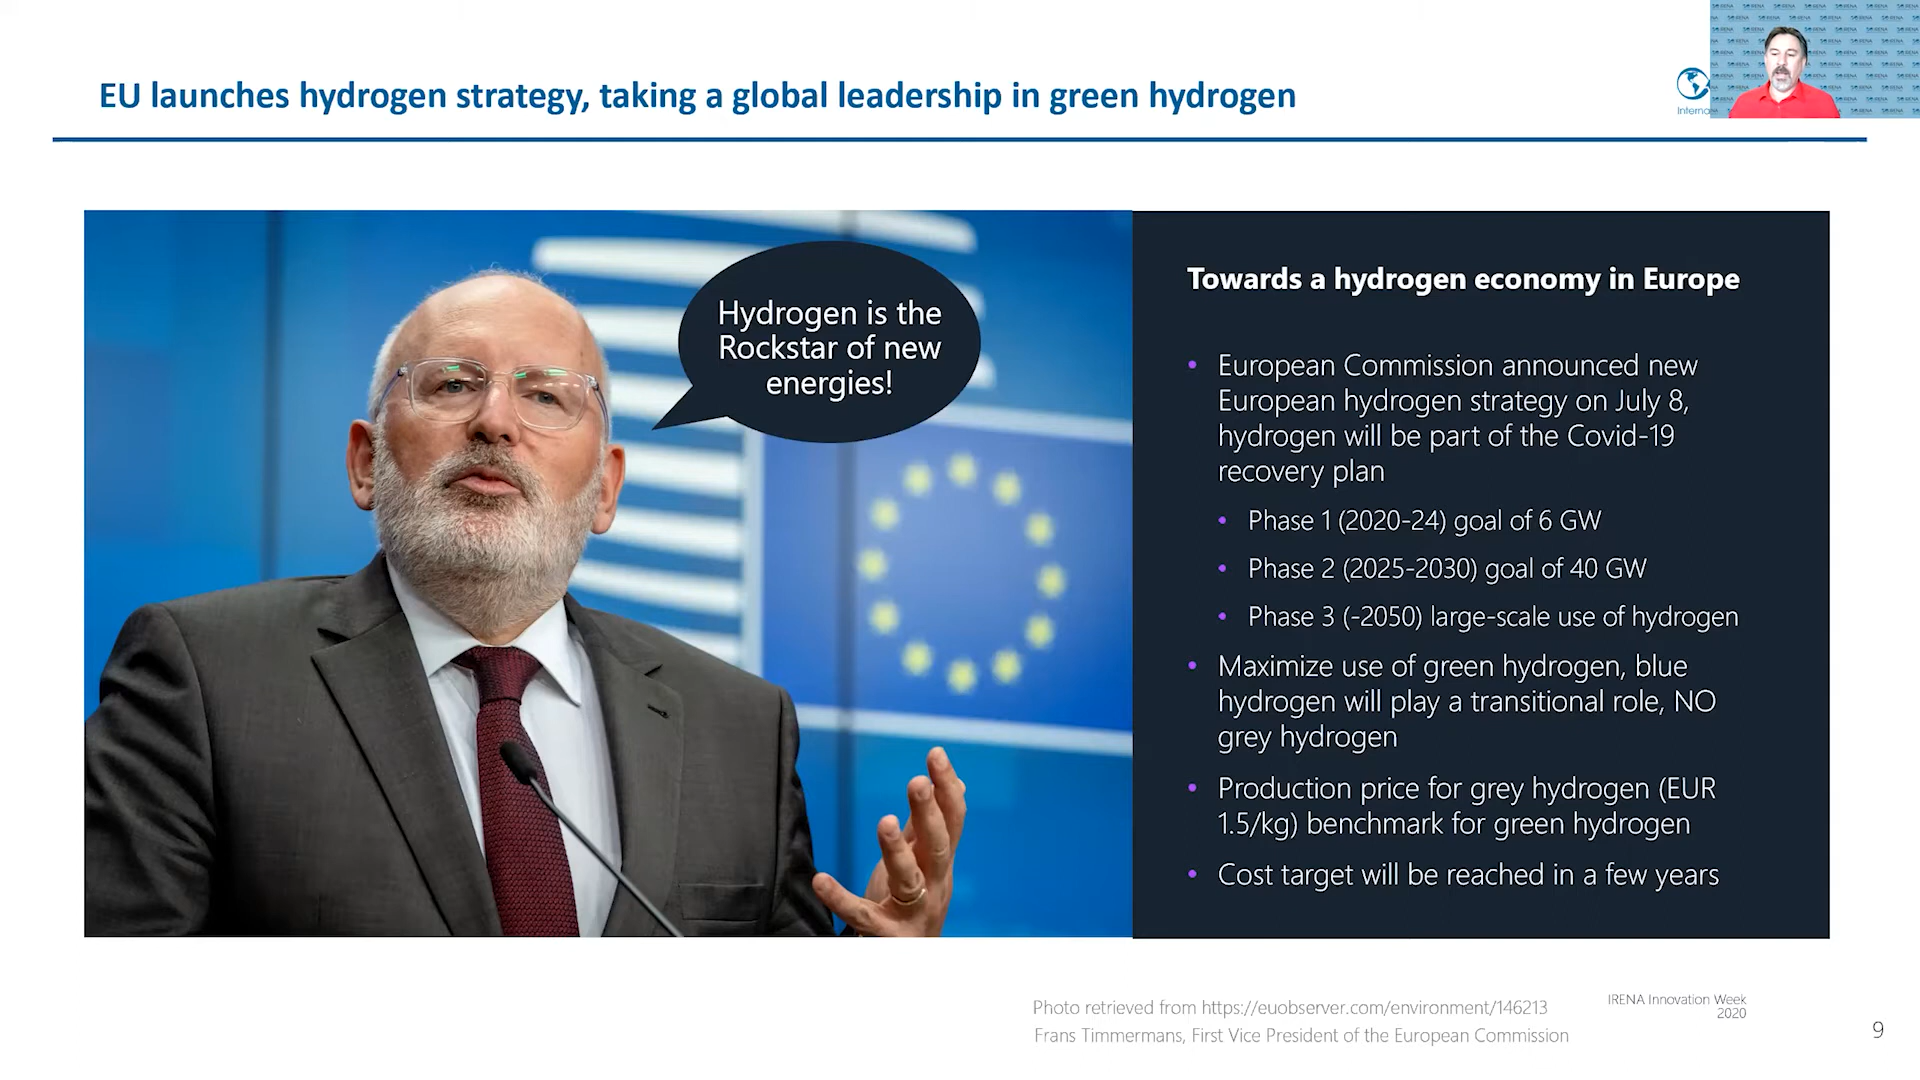 EU launches hydrogen strategy, taking a global leadership in green hydrogen
Interna
Hydrogen is the
Rockstar of new
energies!
Towards a hydrogen economy in Europe
• European Commission announced new
European hydrogen strategy on July 8,
hydrogen will be part of the Covid-19
recovery plan
• Phase 1 (2020-24) goal of 6 GW
• Phase 2 (2025-2030) goal of 40 GW
• Phase 3 (-2050) large-scale use of hydrogen
• Maximize use of green hydrogen, blue
hydrogen will play a transitional role, NO
grey hydrogen
• Production price for grey hydrogen (EUR
1.5/kg) benchmark for green hydrogen
• Cost target will be reached in a few years
Photo retrieved from https://euobserver.com/environment/146213
Frans Timmermans, First Vice President of the European Commission
IRENA Innovation Week
2020
9